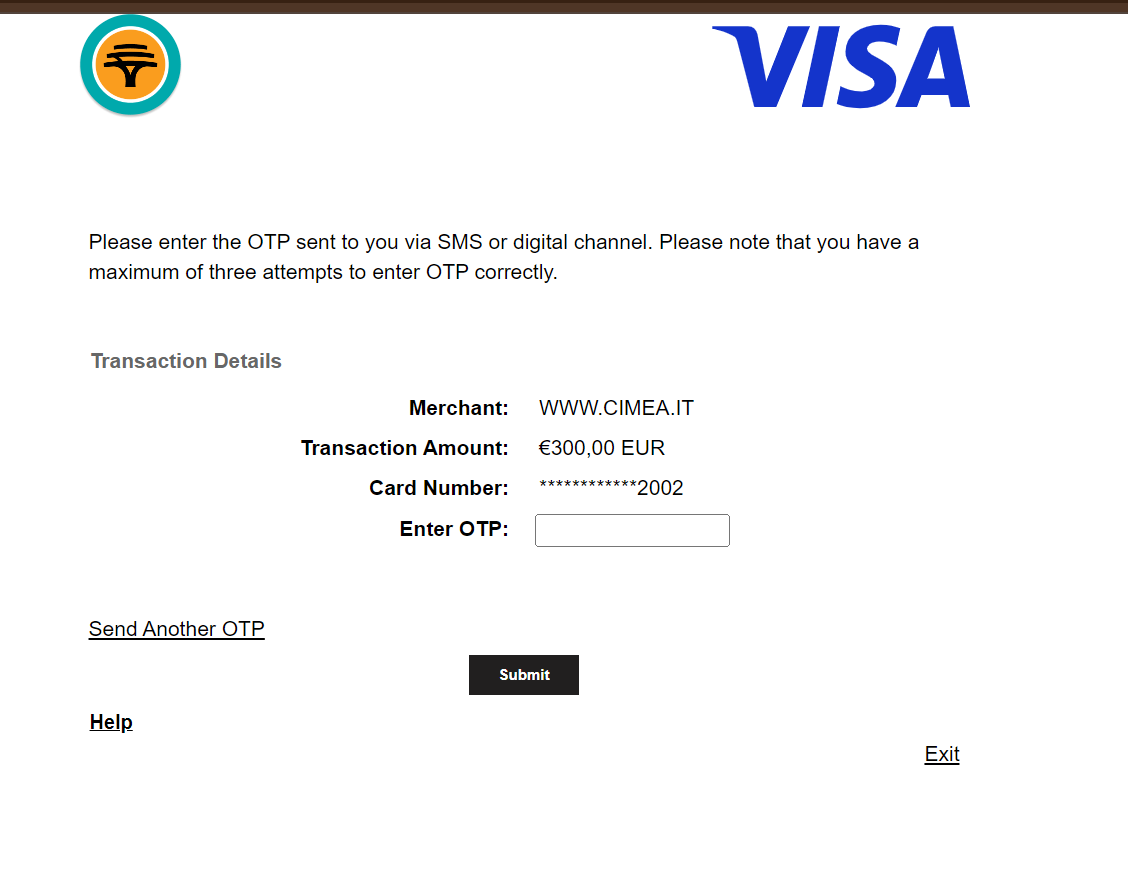 VISA
Please enter the OTP sent to you via SMS or digital channel. Please note that you have a
maximum of three attempts to enter OTP correctly.
Transaction Details
Merchant: WWW.CIMEA.IT
Transaction Amount: €300,00 EUR
Card Number: ************2002
Enter OTP:
Send Another OTP
Submit
Help
Exit